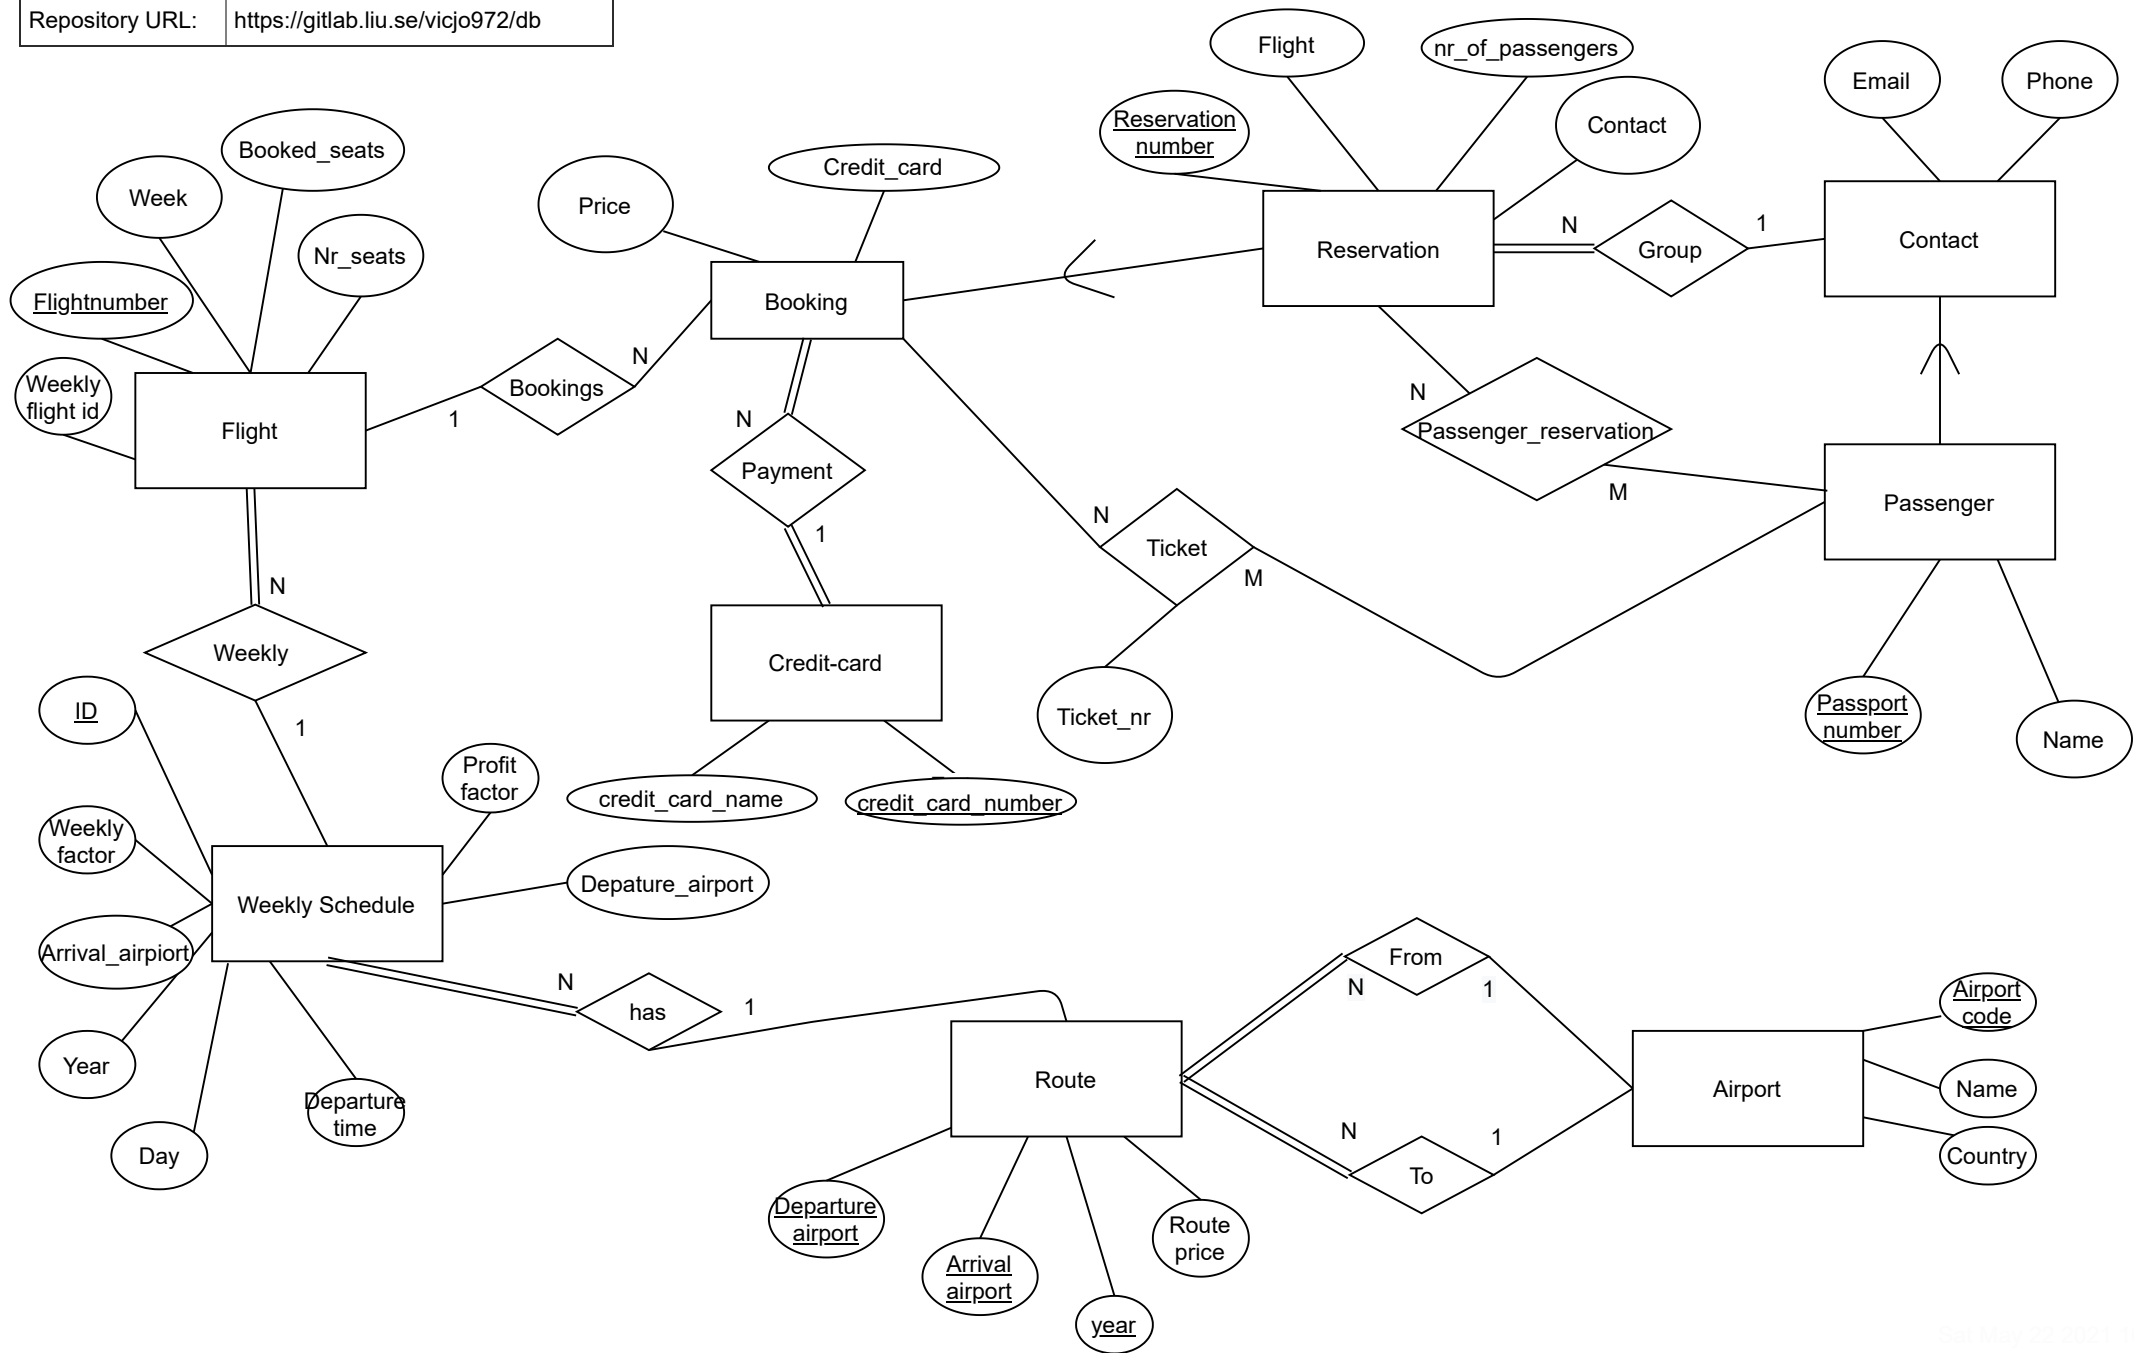 Repository URL: https://gitlab.liu.se/vicjo972/db
Flight
nr_of_passengers
Email
Phone
Reservation
number
Contact
Booked_seats
Week
Credit_card
Price
Nr_seats
Flightnumber
N
1
Group
Reservation
Contact
Booking
Weekly
flight id
Flight
1
Bookings
N
N
Payment
1
N
Passenger_reservation
M
Passenger
N
Ticket
M
N
Weekly
1
Credit-card
Ticket_nr
Passport
number
Name
ID
Profit
factor
credit_card_name
credit_card_number
Weekly
factor
Weekly Schedule
Depature_airport
Arrival_airpiort
Year
Day
Departure
time
N
has
1
Route
From
N
1
N
To
1
Airport
Airport
code
Name
Country
Departure
airport
Arrival
airport
year
Route
price